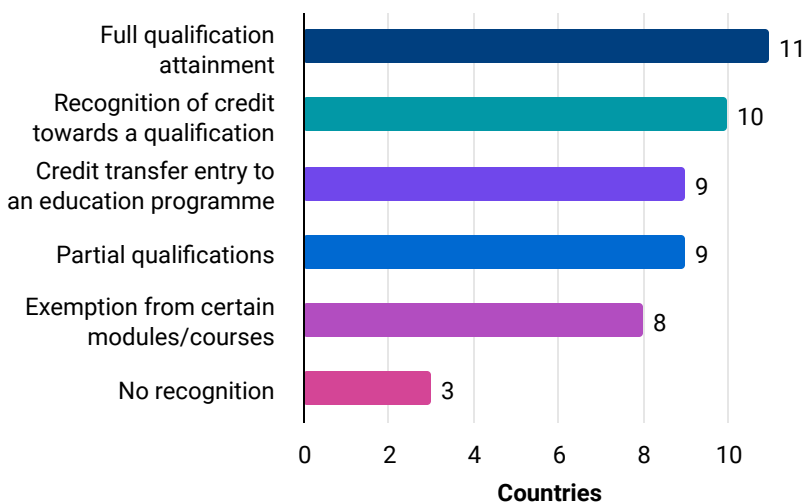 Full qualification
attainment
11
Recognition of credit
towards a qualification
10
Credit transfer entry to
an education programme
9
Partial qualifications
9
Exemption from certain
modules/courses
8
No recognition
3
0 2 4 6 8 10
Countries